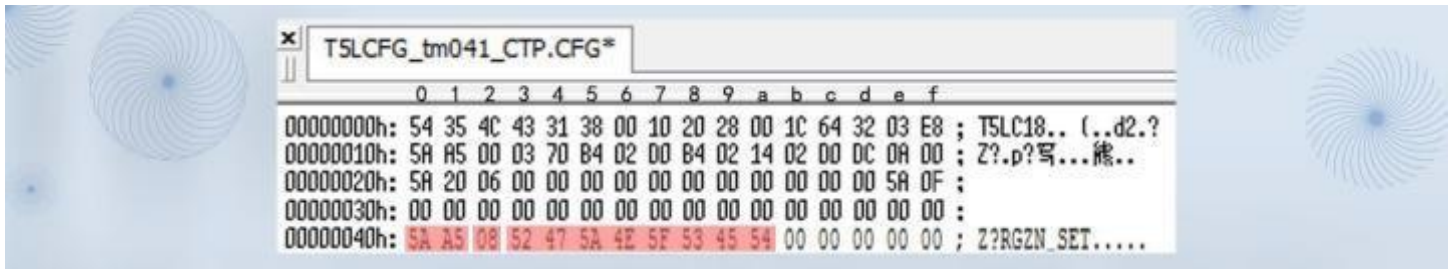 T5LCFG_tm041_CTP.CFG*
0 1 2 3 4 5 6 7 8 9 a b c d e f
00000000h: 54 35 4C 43 31 38 00 10 20 28 00 1C 64 32 03 E8 ; T5LC18.. (..d2.?
00000010h: 5A A5 00 03 70 B4 02 00 B4 02 14 02 00 DC 0A 00 ; Z?.p?写...
00000020h: 5A 20 06 00 00 00 00 00 00 00 00 00 00 00 5A 0F ;
00000030h: 00 00 00 00 00 00 00 00 00 00 00 00 00 00 00 00 ;
00000040h: 5A A5 08 52 47 5A 4E 5F 53 45 54 00 00 00 00 00 ; Z?RGZN_SET.....